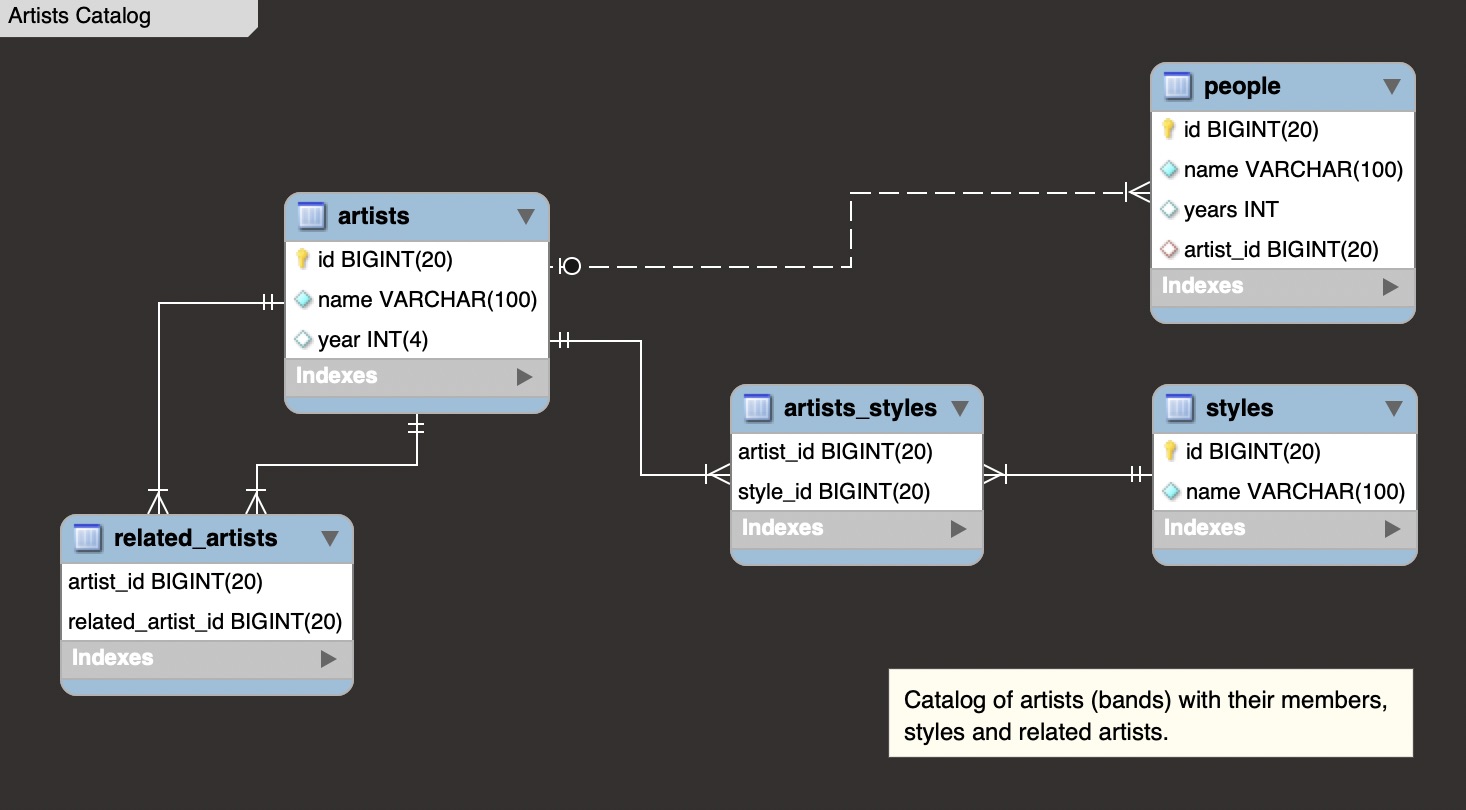 Artists Catalog
people
id BIGINT(20)
name VARCHAR(100)
years INT
artist_id BIGINT(20)
Indexes
artists
id BIGINT(20)
name VARCHAR(100)
year INT(4)
Indexes
artists_styles
artist_id BIGINT(20)
style_id BIGINT(20)
Indexes
styles
id BIGINT(20)
name VARCHAR(100)
Indexes
related_artists
artist_id BIGINT(20)
related_artist_id BIGINT(20)
Indexes
Catalog of artists (bands) with their members,
styles and related artists.